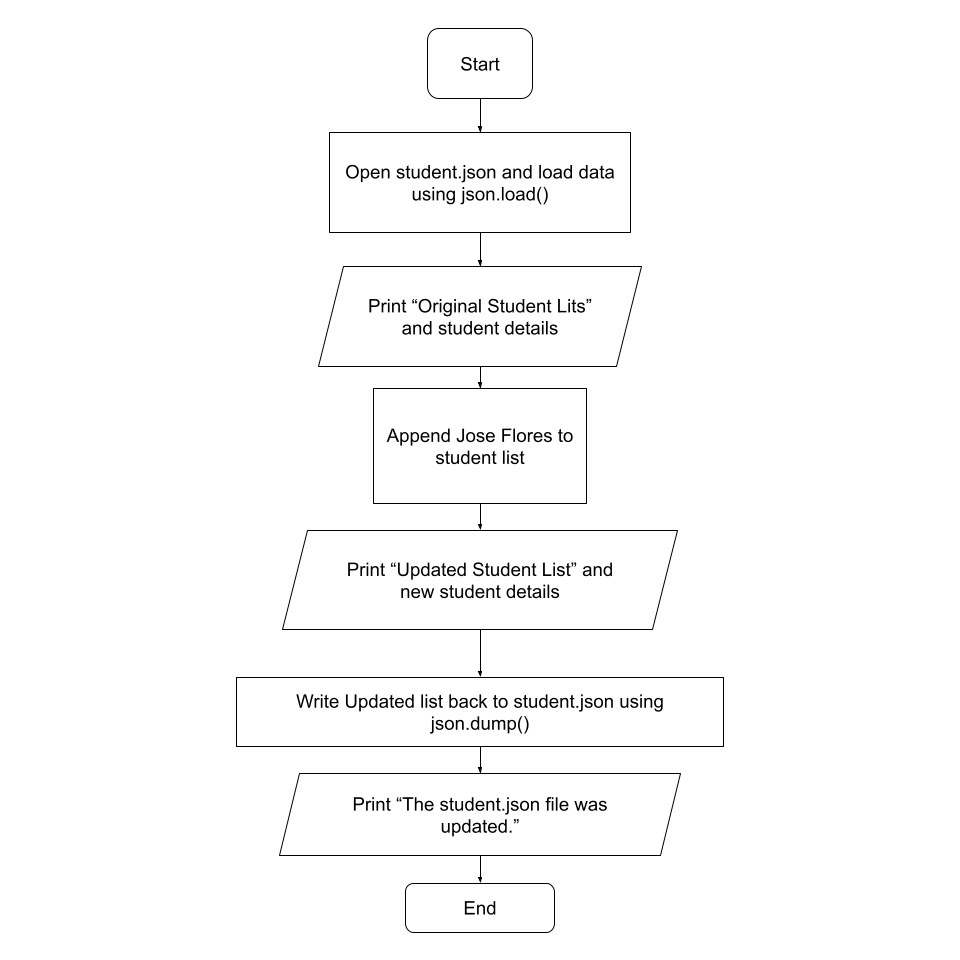 Start
Open student.json and load data
using json.load()
Print “Original Student Lits”
and student details
Append Jose Flores to
student list
Print “Updated Student List” and
new student details
Write Updated list back to student.json using
json.dump()
Print “The student.json file was
updated.”
End